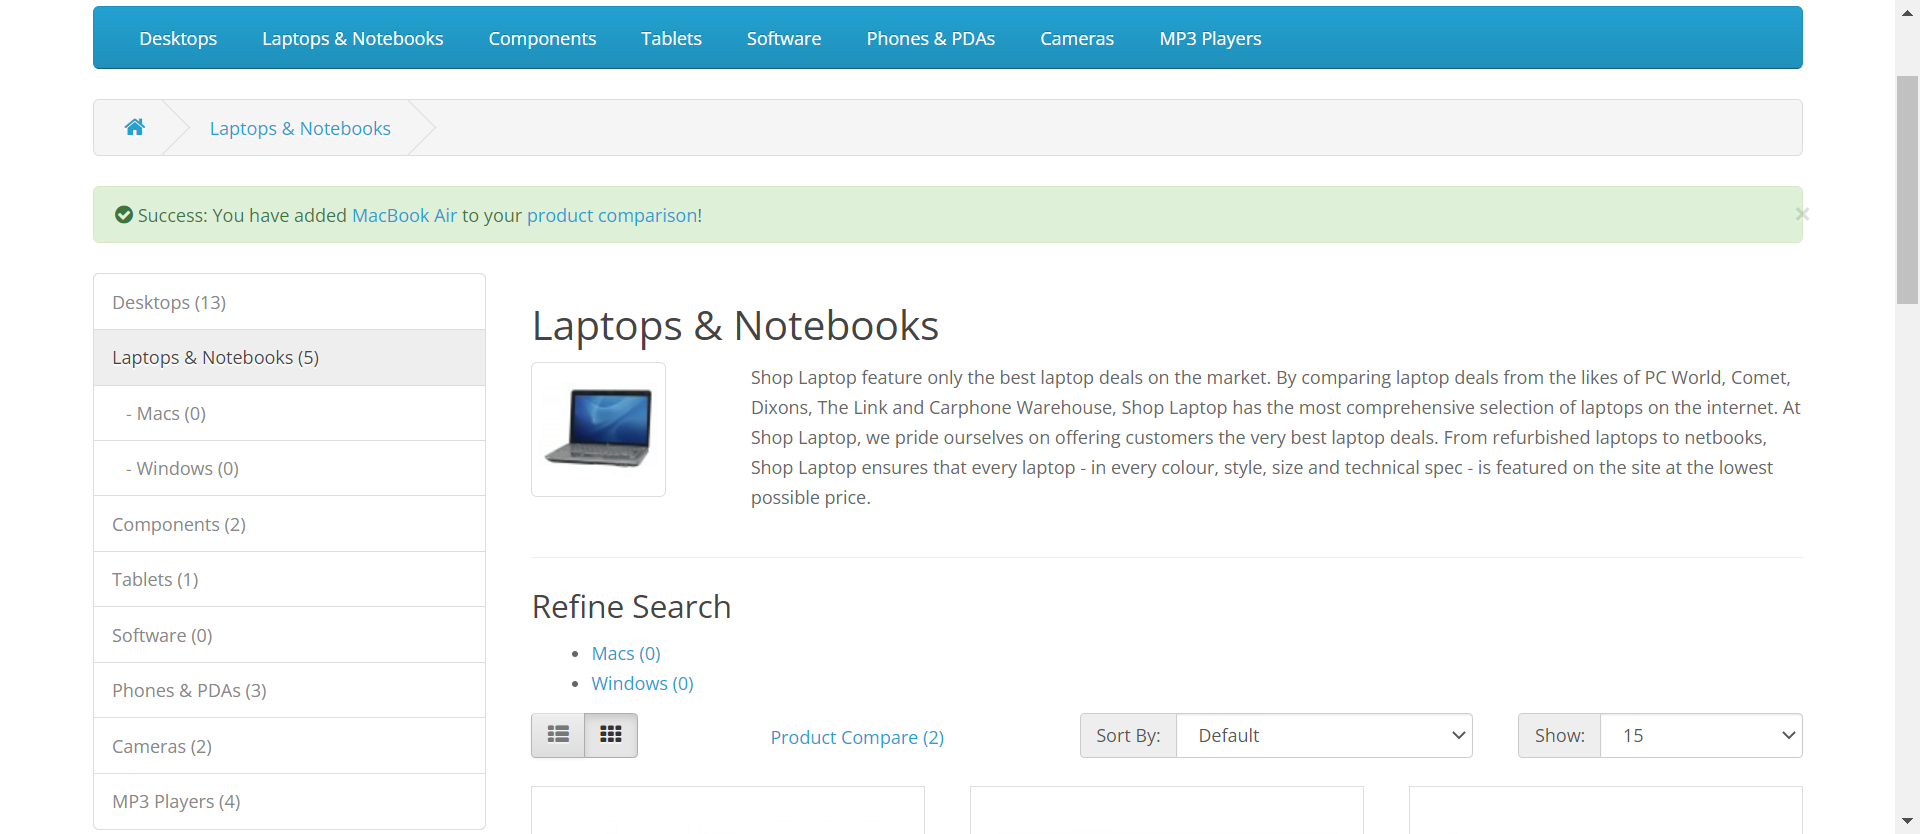 Desktops Laptops & Notebooks Components Tablets Software Phones & PDAs Cameras MP3 Players
Laptops & Notebooks
Success: You have added MacBook Air to your product comparison!
×
Desktops (13)
Laptops & Notebooks (5)
- Macs (0)
- Windows (0)
Components (2)
Tablets (1)
Software (0)
Phones & PDAs (3)
Cameras (2)
MP3 Players (4)
Laptops & Notebooks
Shop Laptop feature only the best laptop deals on the market. By comparing laptop deals from the likes of PC World, Comet,
Dixons, The Link and Carphone Warehouse, Shop Laptop has the most comprehensive selection of laptops on the internet. At
Shop Laptop, we pride ourselves on offering customers the very best laptop deals. From refurbished laptops to netbooks,
Shop Laptop ensures that every laptop - in every colour, style, size and technical spec - is featured on the site at the lowest
possible price.
Refine Search
• Macs (0)
• Windows (0)
Product Compare (2) Sort By: Default Show: 15